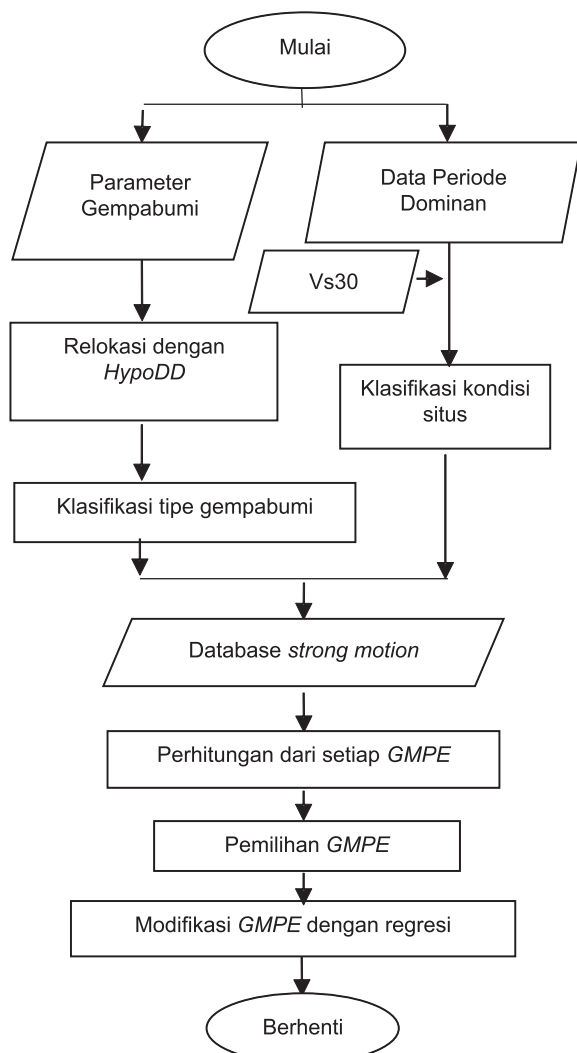 Mulai
Parameter
Gempabumi
Data Periode
Dominan
Vs30
Relokasi dengan
HypoDD
Klasifikasi kondisi
situs
Klasifikasi tipe gempabumi
Database strong motion
Perhitungan dari setiap GMPE
Pemilihan GMPE
Modifikasi GMPE dengan regresi
Berhenti